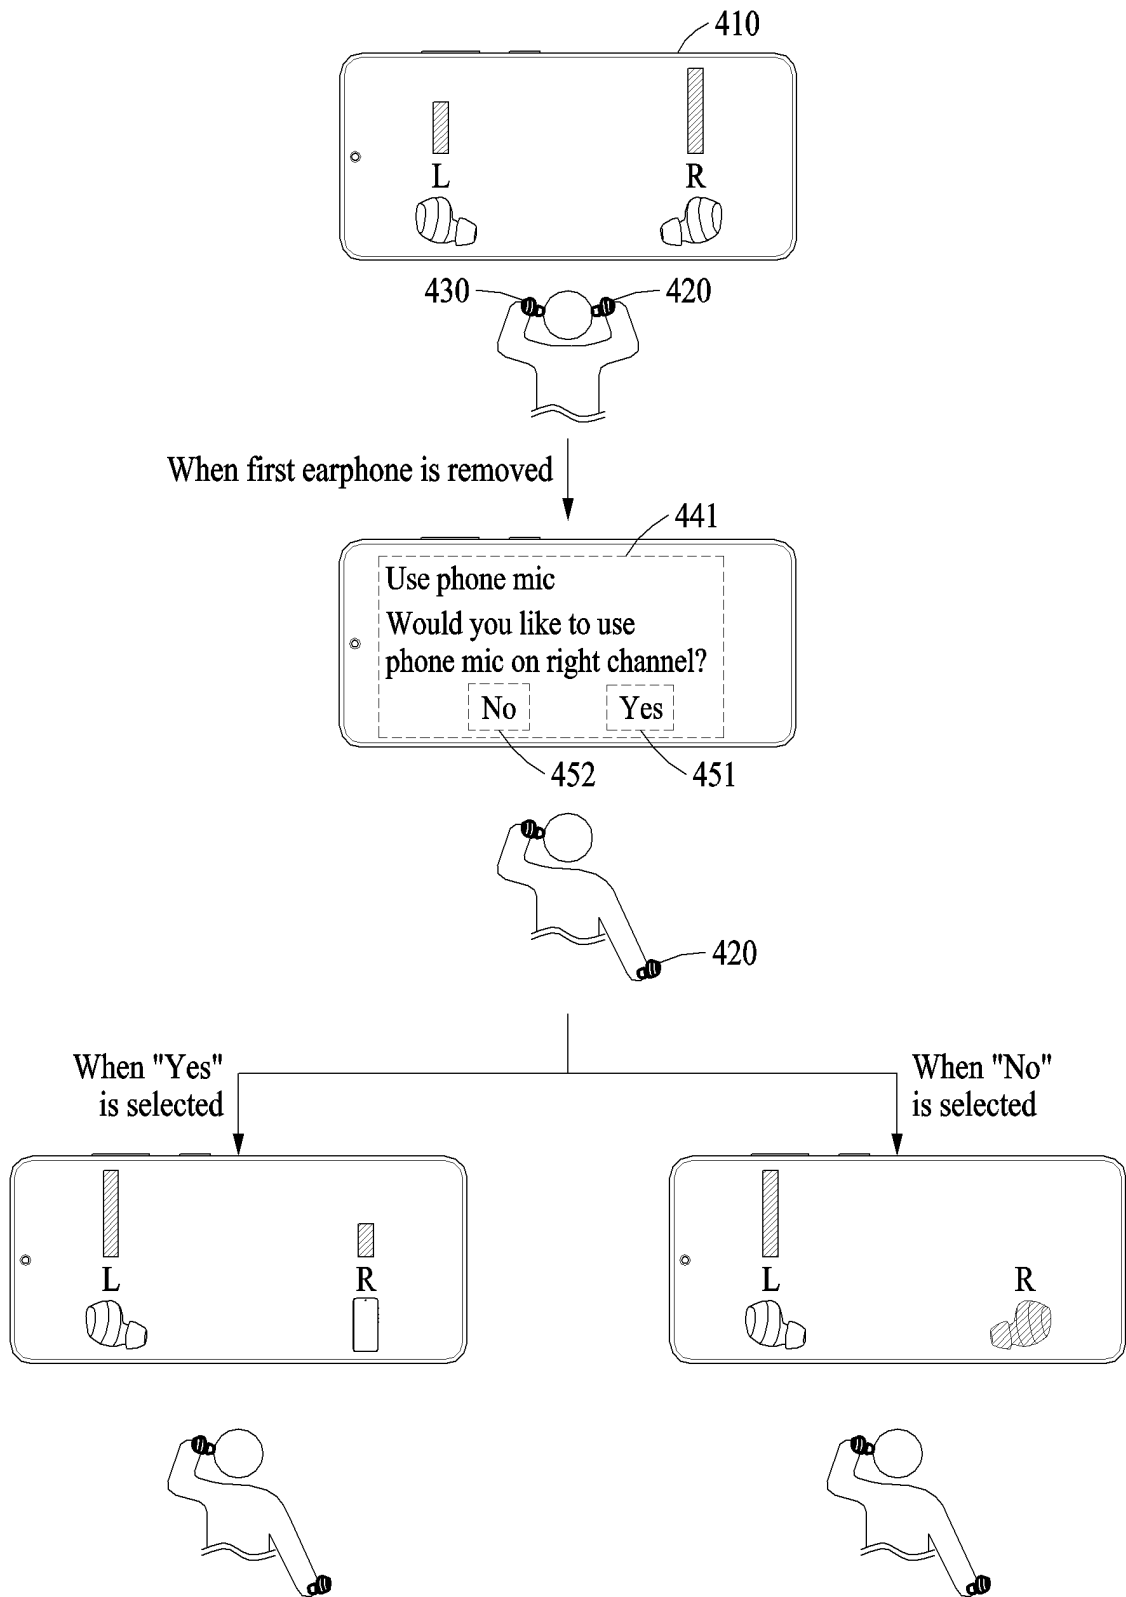 410
L
R
430
420
When first earphone is removed
441
Use phone mic
Would you like to use
phone mic on right channel?
No
Yes
452
451
420
When "Yes"
is selected
When "No"
is selected
L
R
L
R